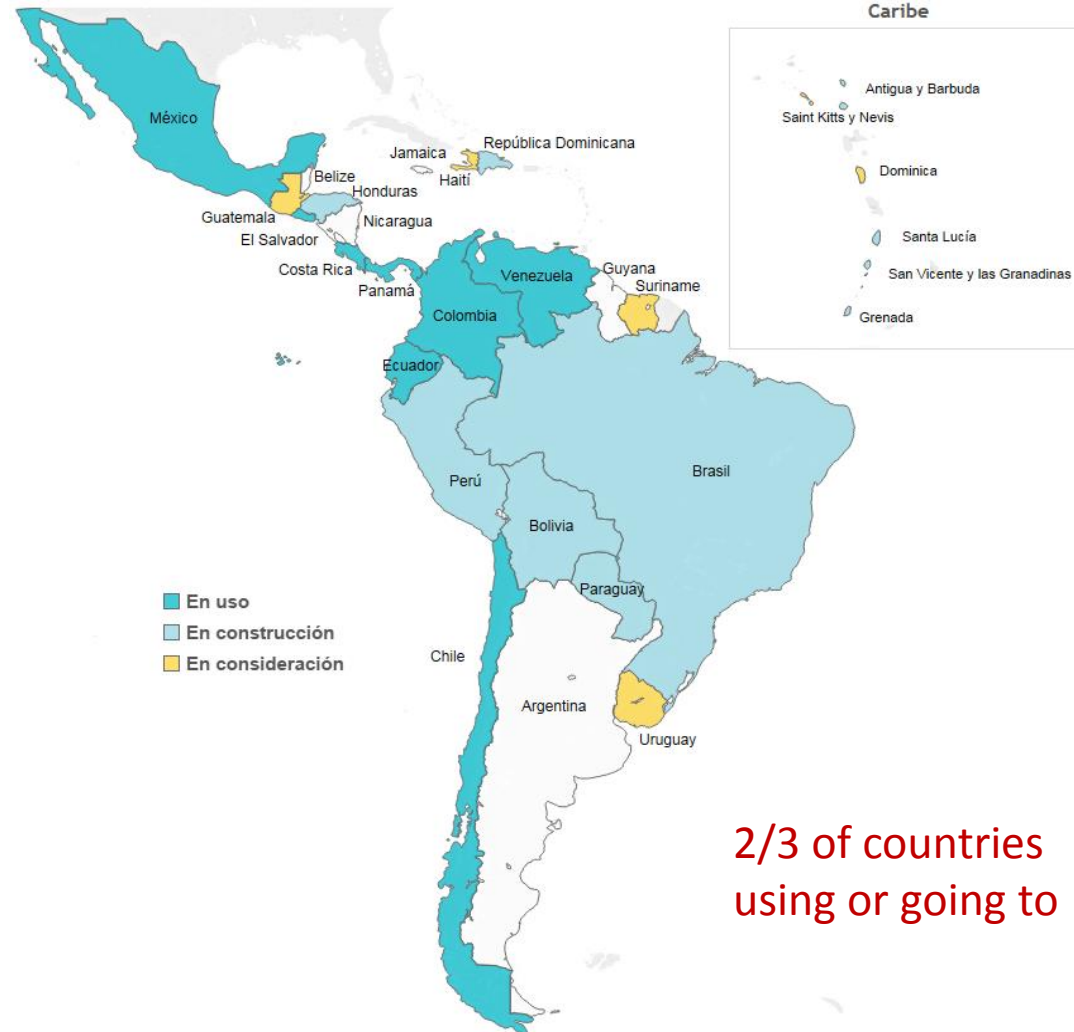 Caribe
Antigua y Barbuda
Saint Kitts y Nevis
Dominica
Santa Lucía
San Vicente y las Granadinas
Grenada
México
República Dominicana
Jamaica
Haití
Belize
Honduras
Guatemala
Nicaragua
El Salvador
Costa Rica
Panamá
Venezuela
Guyana
Suriname
Colombia
Ecuador
Perú
Brasil
Bolivia
Paraguay
En uso
En construcción
En consideración
Chile
Argentina
Uruguay
2/3 of countries
using or going to